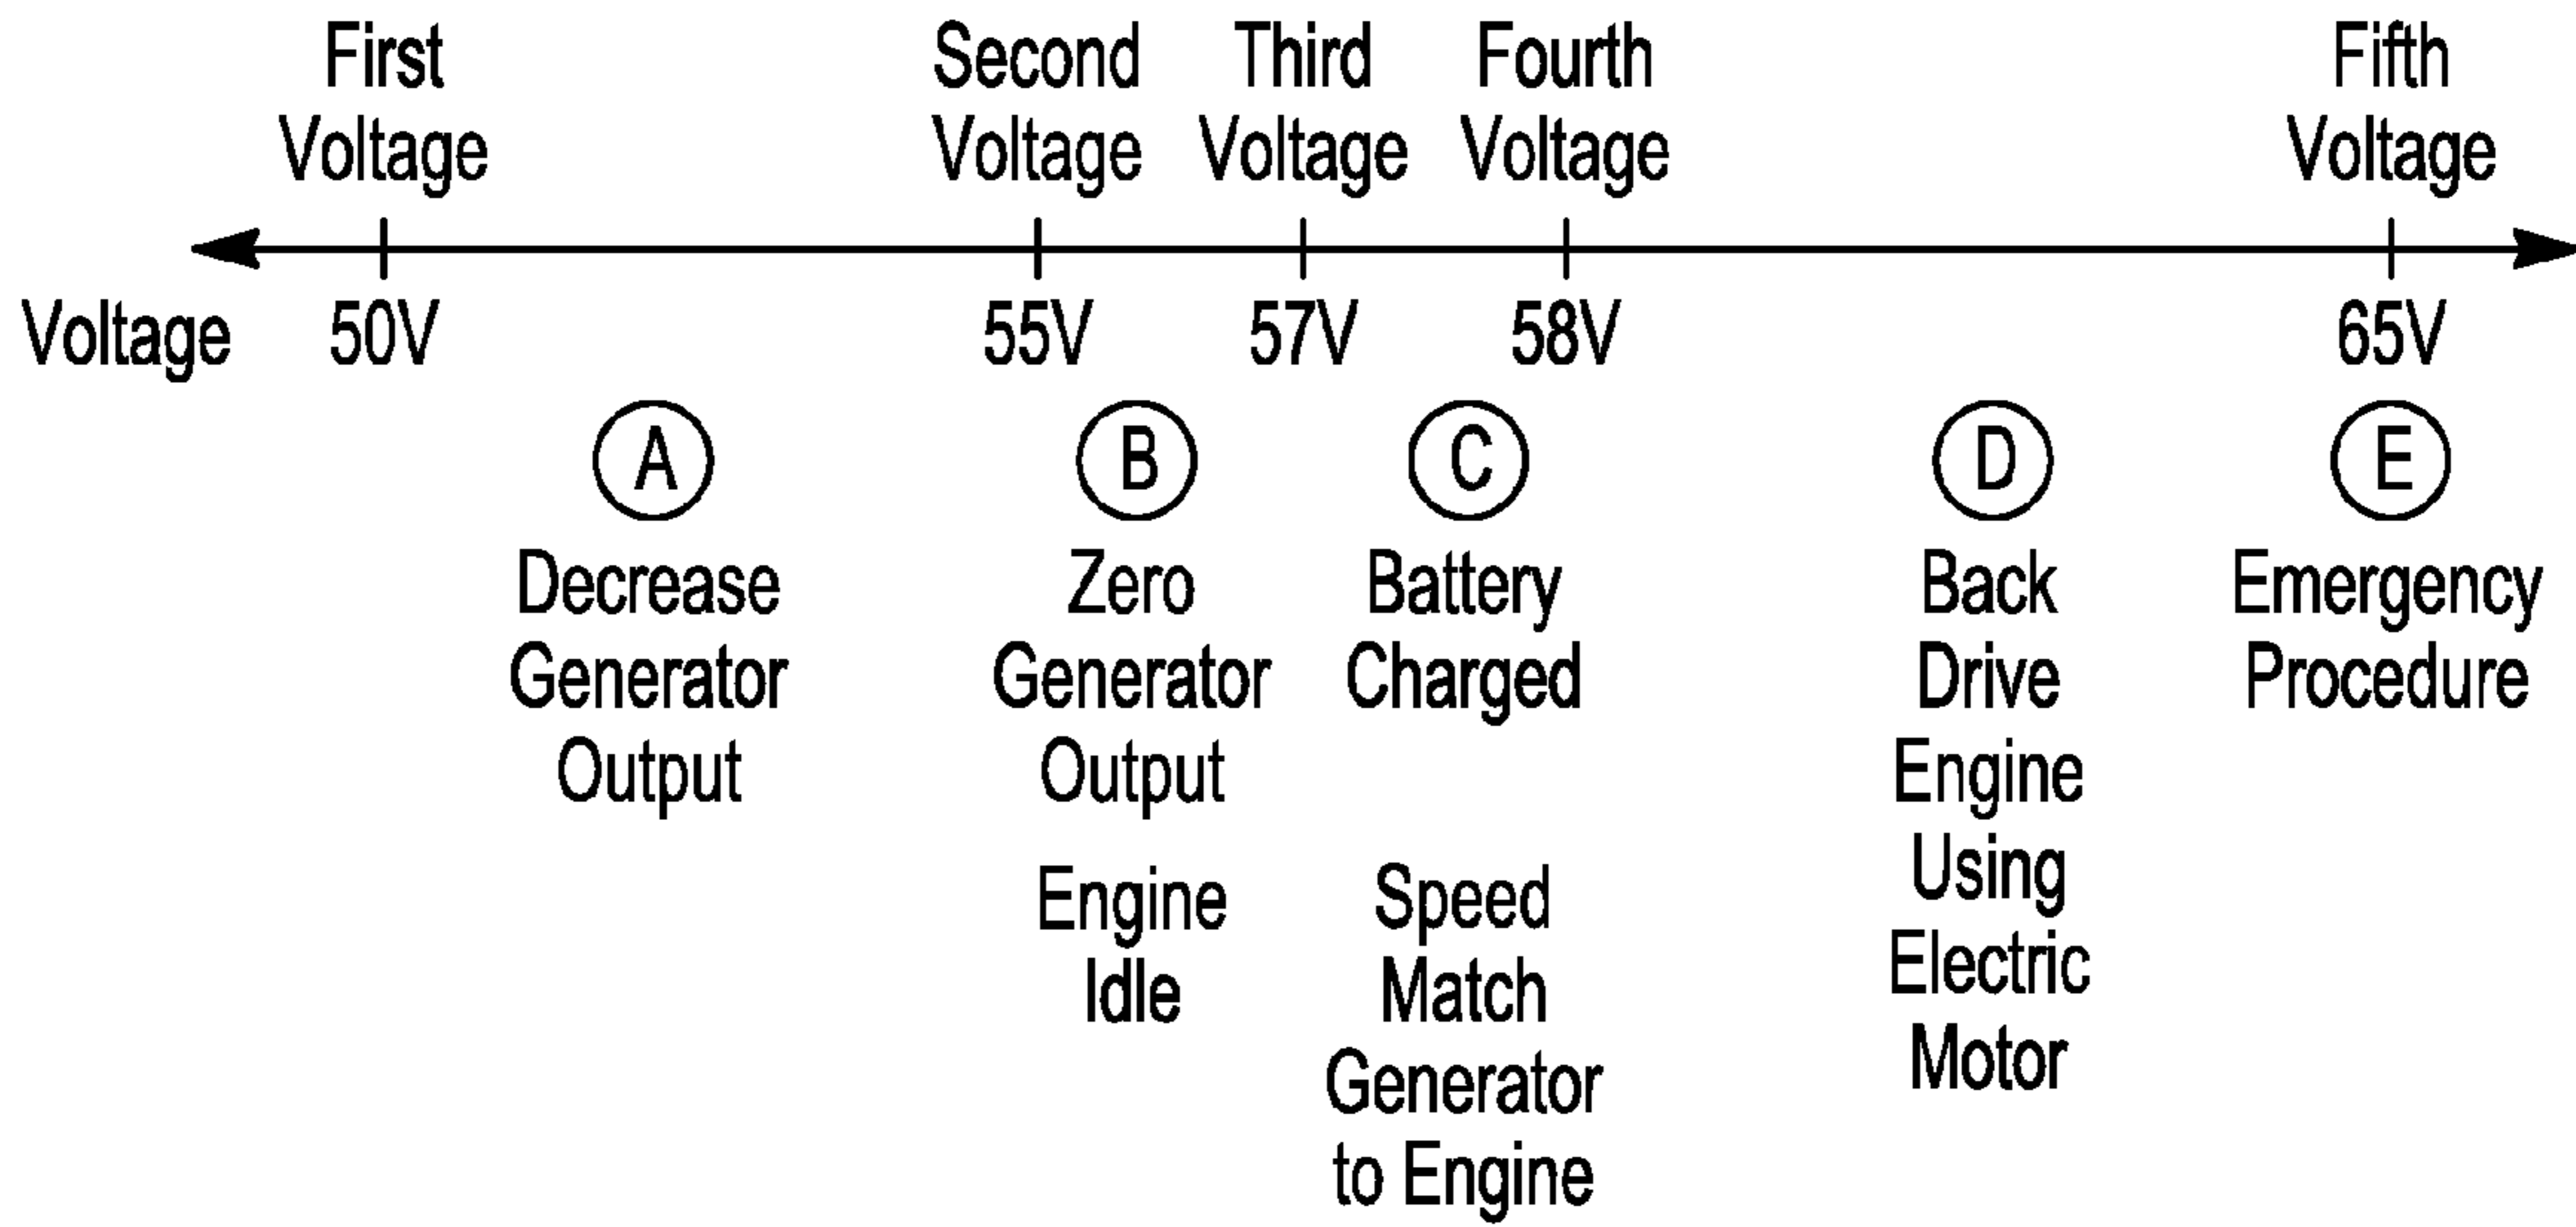 First Second Third Fourth Fifth
Voltage Voltage Voltage Voltage Voltage
Voltage 50V 55V 57V 58V 65V
A B C D E
Decrease Zero Battery Back Emergency
Generator Generator Charged Drive Procedure
Output Output Engine
Engine Speed Using
Idle Match Electric
Generator Motor
to Engine